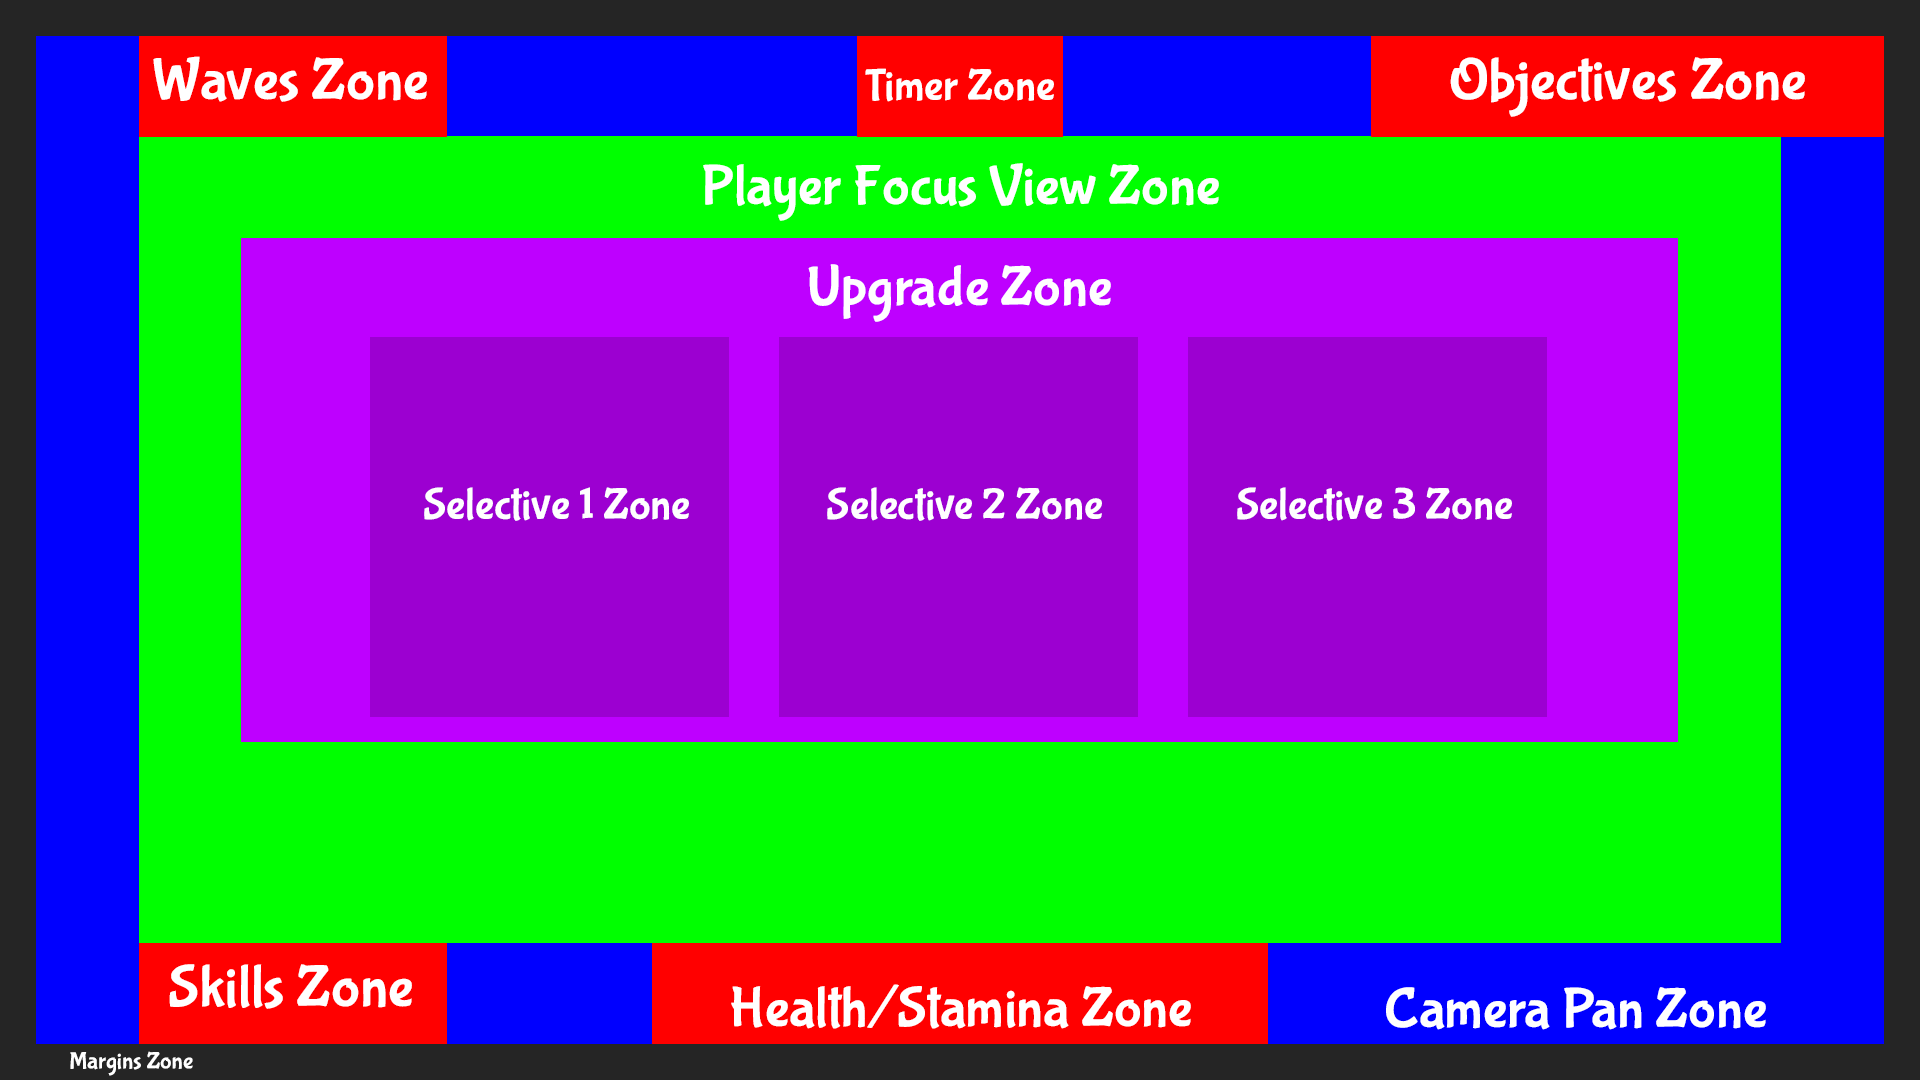 Waves Zone
Timer Zone
Objectives Zone
Player Focus View Zone
Upgrade Zone
Selective 1 Zone
Selective 2 Zone
Selective 3 Zone
Skills Zone
Health/Stamina Zone
Camera Pan Zone
Margins Zone